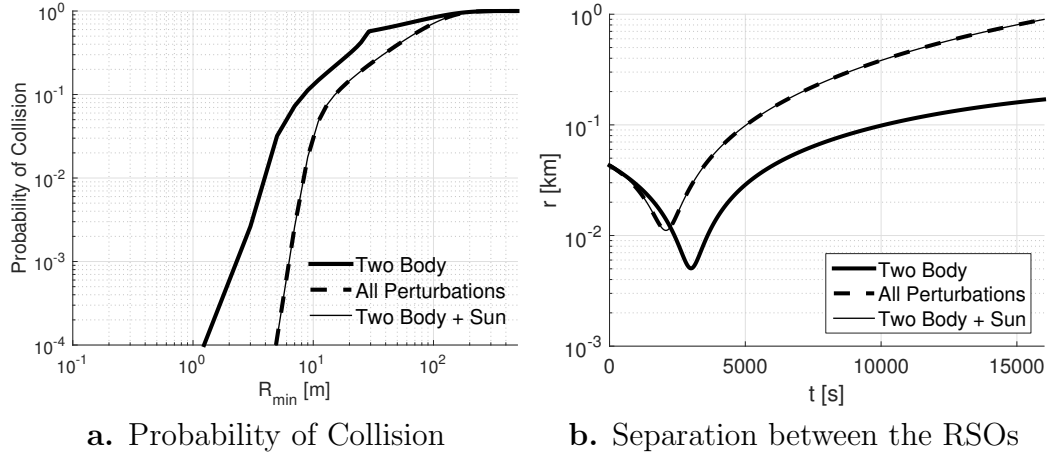 10^0
10^-1
10^-2
10^-3
10^-4
Probability of Collision
10^-1
10^0
10^1
10^2
R_min [m]
Two Body
All Perturbations
Two Body + Sun
a. Probability of Collision
10^1
10^0
10^-1
10^-2
10^-3
r [km]
0
5000
10000
15000
t [s]
Two Body
All Perturbations
Two Body + Sun
b. Separation between the RSOs